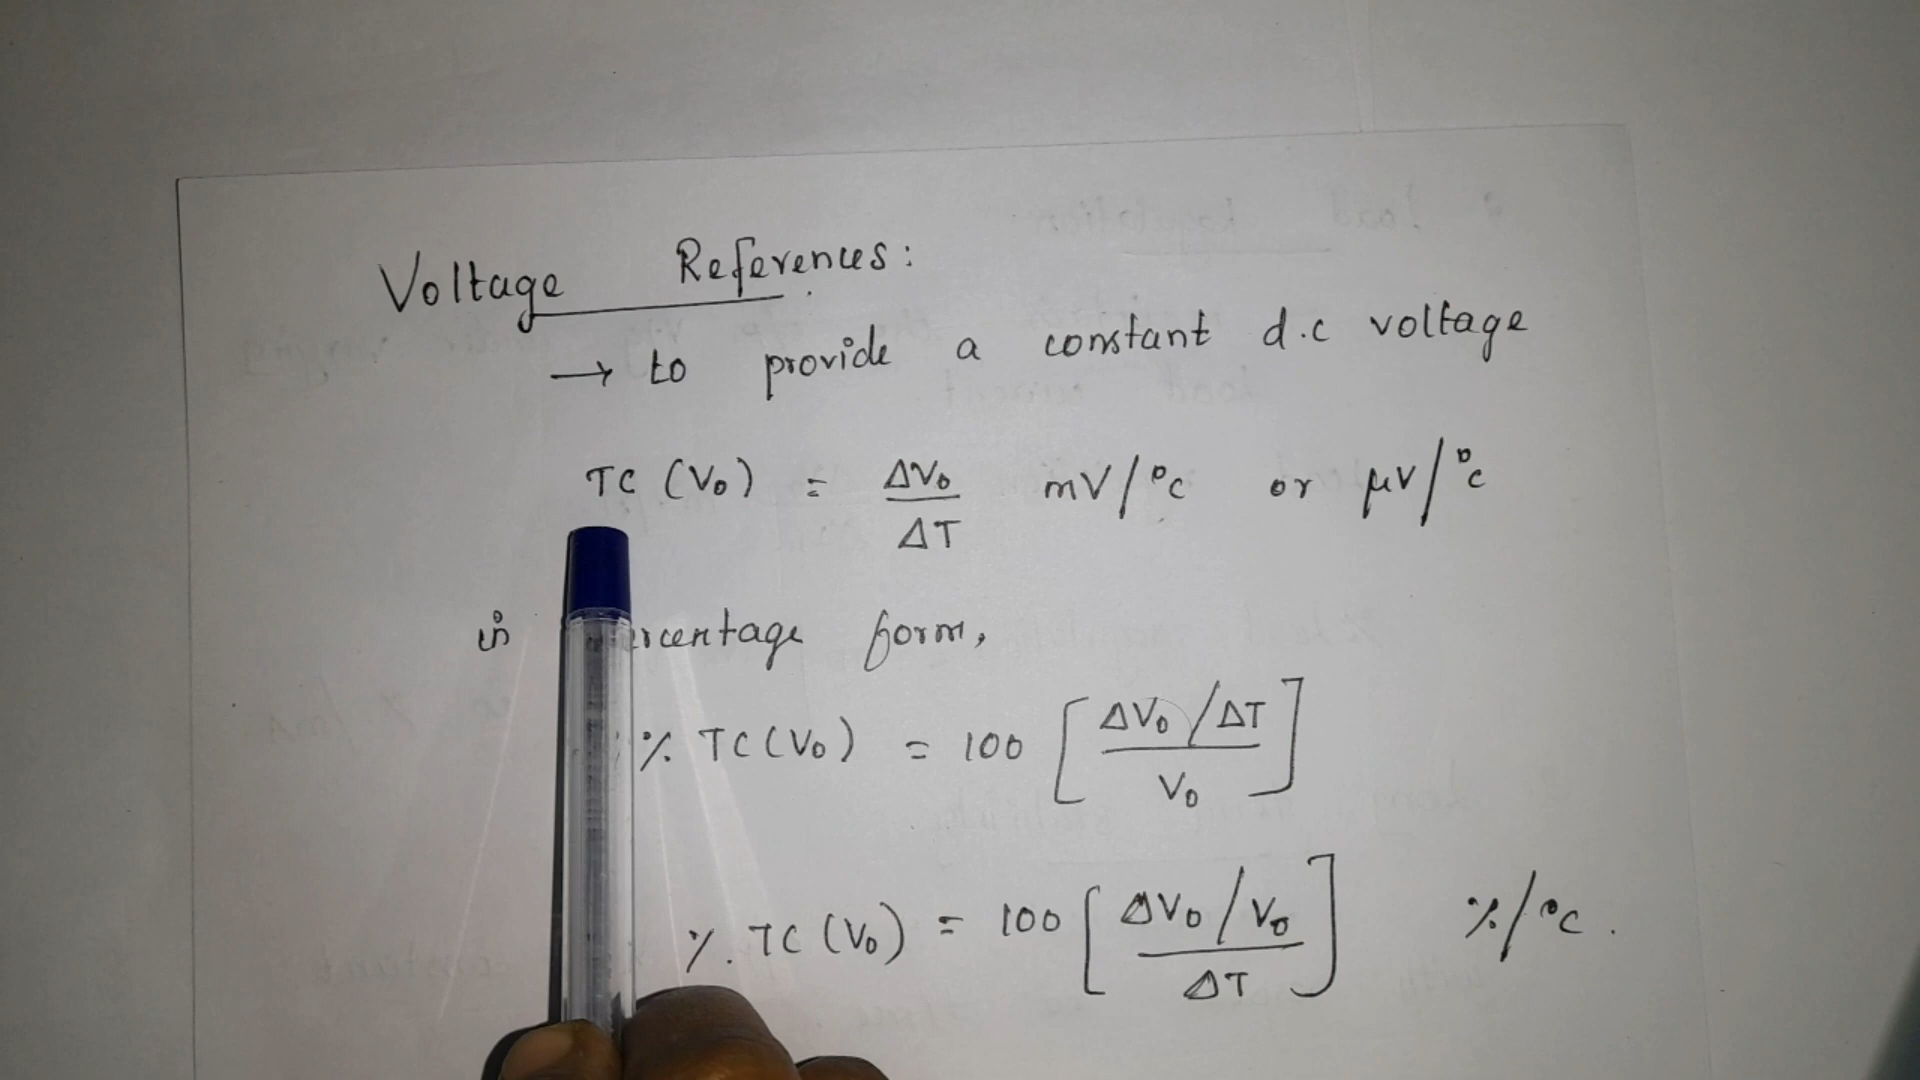 Voltage References:
→ to provide a constant d.c voltage
TC (V₀) = ΔV₀/ΔT mV/°c or μV/°c
in form,
% TC(V₀) = 100 [ (ΔV₀/ΔT) / V₀ ]
%. TC (V₀) = 100 [ (ΔV₀/V₀) / ΔT ] %/°c.